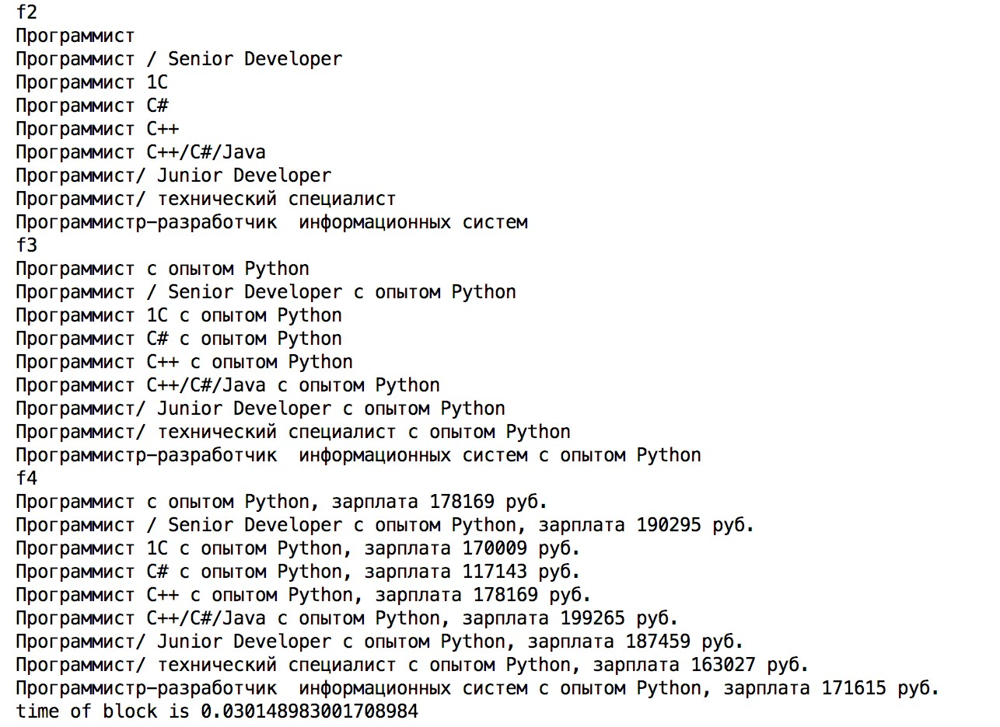 f2
Программист
Программист / Senior Developer
Программист 1С
Программист C#
Программист C++
Программист C++/C#/Java
Программист/ Junior Developer
Программист/ технический специалист
Программистр-разработчик  информационных систем
f3
Программист с опытом Python
Программист / Senior Developer с опытом Python
Программист 1С с опытом Python
Программист C# с опытом Python
Программист C++ с опытом Python
Программист C++/C#/Java с опытом Python
Программист/ Junior Developer с опытом Python
Программист/ технический специалист с опытом Python
Программистр-разработчик  информационных систем с опытом Python
f4
Программист с опытом Python, зарплата 178169 руб.
Программист / Senior Developer с опытом Python, зарплата 190295 руб.
Программист 1С с опытом Python, зарплата 170009 руб.
Программист C# с опытом Python, зарплата 117143 руб.
Программист C++ с опытом Python, зарплата 178169 руб.
Программист C++/C#/Java с опытом Python, зарплата 199265 руб.
Программист/ Junior Developer с опытом Python, зарплата 187459 руб.
Программист/ технический специалист с опытом Python, зарплата 163027 руб.
Программистр-разработчик  информационных систем с опытом Python, зарплата 171615 руб.
time of block is 0.030148983001708984